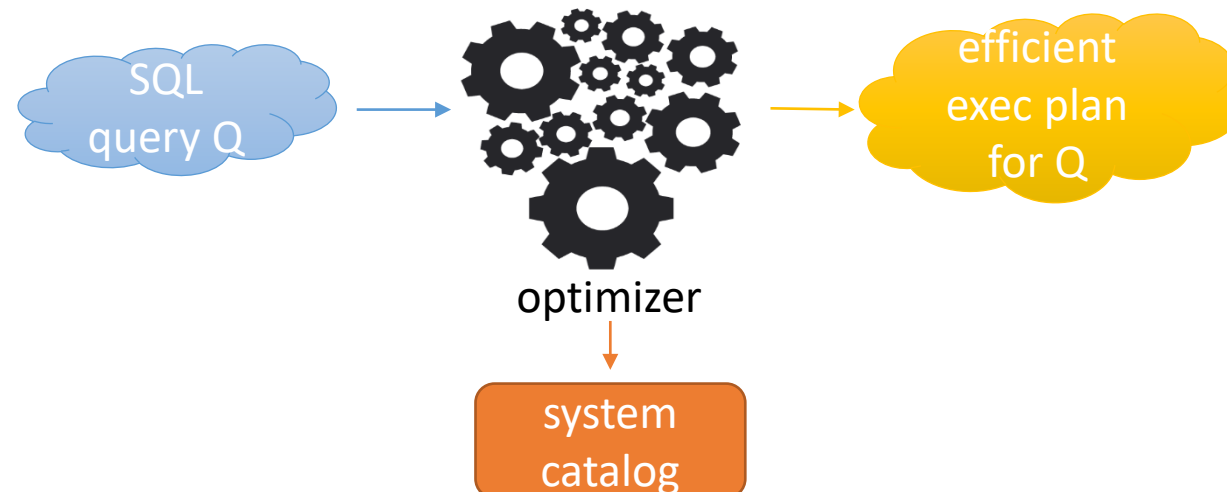 SQL
query Q
efficient
exec plan
for Q
optimizer
system
catalog